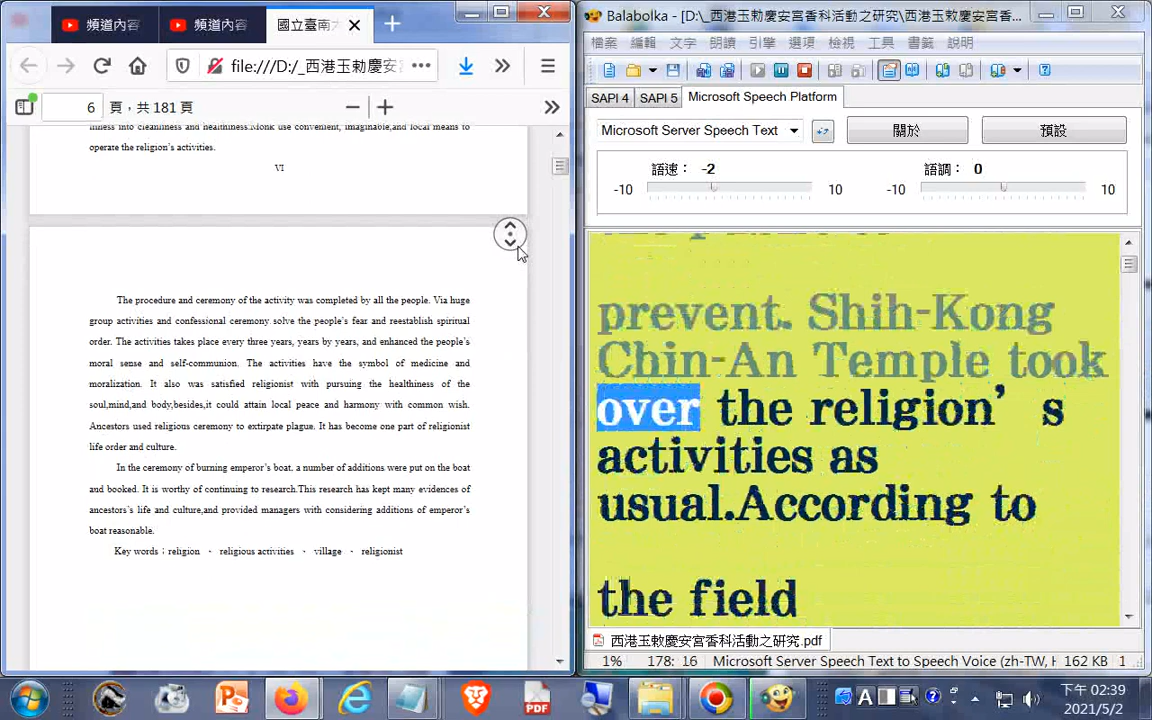 頻道內容
頻道內容
國立臺南大
Balabolka - [D:\_西港玉勅慶安宮香科活動之研究\西港玉敕慶安宮香...
檔案 編輯 文字 朗讀 引擎 選項 檢視 工具 書籤 說明
file:///D:/_西港玉勅慶安宮
6 頁，共 181 頁
SAPI 4 SAPI 5 Microsoft Speech Platform
Microsoft Server Speech Text
關於
預設
語速： -2
-10 10
語調： 0
-10 10
illness into cleanliness and healthiness.Monk use convenient, imaginable,and local means to
operate the religion's activities.
VI
The procedure and ceremony of the activity was completed by all the people. Via huge
group activities and confessional ceremony solve the people's fear and reestablish spiritual
order. The activities takes place every three years, years by years, and enhanced the people's
moral sense and self-communion. The activities have the symbol of medicine and
moralization. It also was satisfied religionist with pursuing the healthiness of the
soul,mind,and body,besides,it could attain local peace and harmony with common wish.
Ancestors used religious ceremony to extirpate plague. It has become one part of religionist
life order and culture.
In the ceremony of burning emperor's boat, a number of additions were put on the boat
and booked. It is worthy of continuing to research.This research has kept many evidences of
ancestors's life and culture,and provided managers with considering additions of emperor's
boat reasonable.
Key words；religion 、 religious activities 、 village 、 religionist
prevent. Shih-Kong
Chin-An Temple took
over the religion’s
activities as
usual.According to
the field
西港玉敕慶安宮香科活動之研究.pdf
1% 178: 16 Microsoft Server Speech Text to Speech Voice (zh-TW, H 162 KB 1
PDF
下午 02:39
2021/5/2